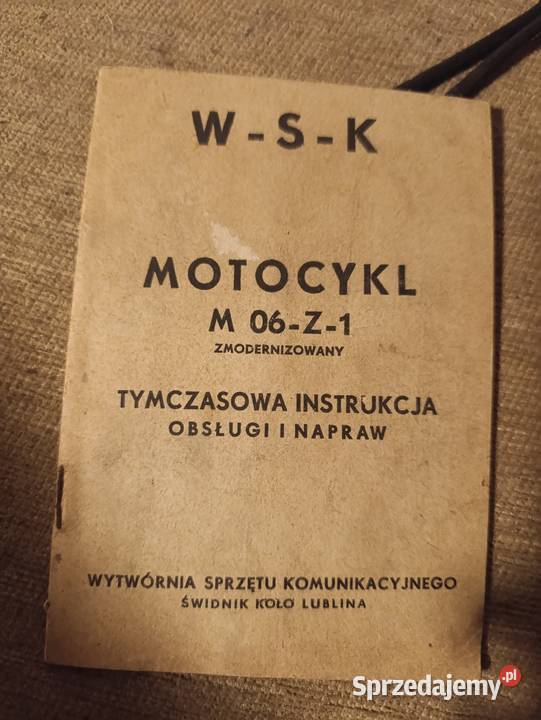 W-S-K
MOTOCYKL
M 06-Z-1
ZMODERNIZOWANY
TYMCZASOWA INSTRUKCJA
OBSŁUGI I NAPRAW
WYTWÓRNIA SPRZĘTU KOMUNIKACYJNEGO
ŚWIDNIK KOŁO LUBLINA
Sprzedajemy.pl